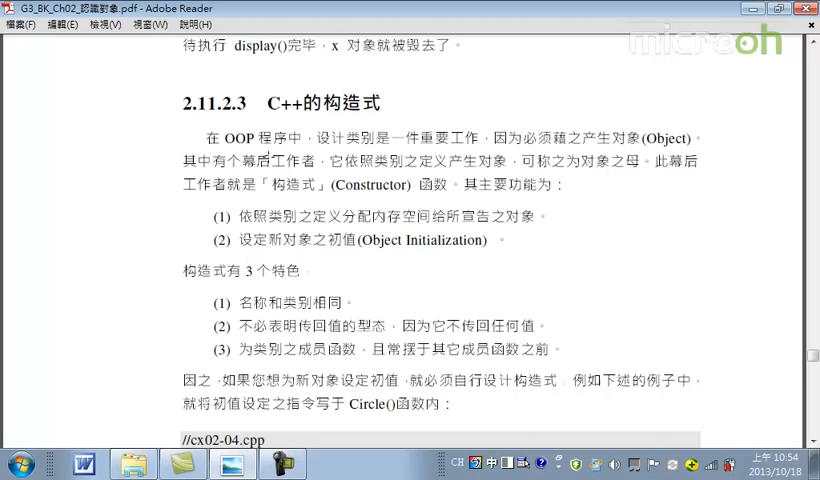 G3_BK_Ch02_認識對象.pdf - Adobe Reader
檔案(F) 編輯(E) 檢視(V) 視窗(W) 說明(H)
microoh
待执行 display()完毕，x 对象就被毁去了。
2.11.2.3 C++的构造式
在 OOP 程序中，设计类别是一件重要工作，因为必须藉之产生对象(Object)。
其中有个幕后工作者，它依照类别之定义产生对象，可称之为对象之母。此幕后
工作者就是「构造式」(Constructor) 函数。其主要功能为：
(1) 依照类别之定义分配内存空间给所宣告之对象。
(2) 设定新对象之初值(Object Initialization) 。
构造式有 3 个特色：
(1) 名称和类别相同。
(2) 不必表明传回值的型态，因为它不传回任何值。
(3) 为类别之成员函数，且常摆于其它成员函数之前。
因之，如果您想为新对象设定初值，就必须自行设计构造式。例如下述的例子中，
就将初值设定之指令写于 Circle()函数内：
//cx02-04.cpp
CH 中
上午 10:54
2013/10/18